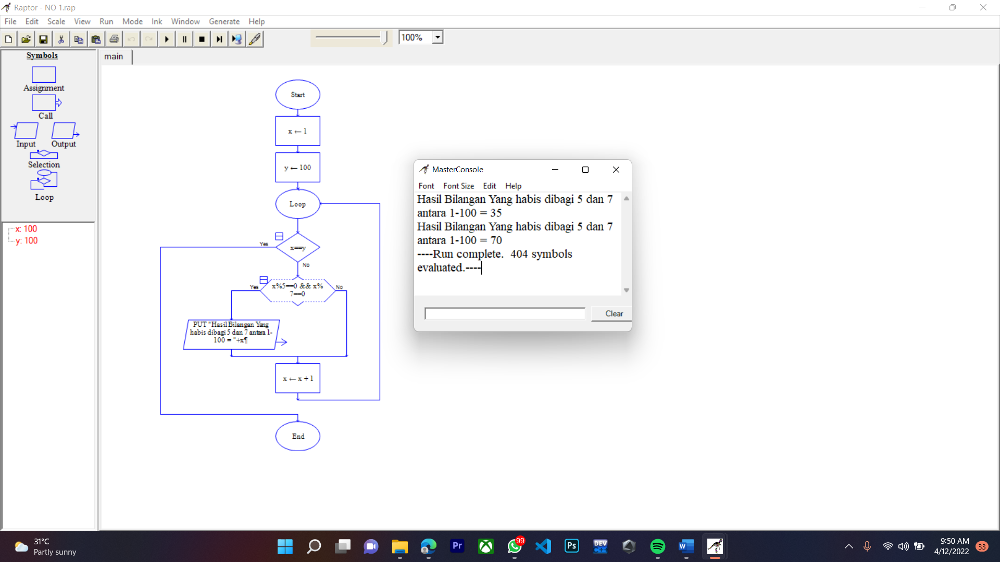 Raptor - NO 1.rap
File Edit Scale View Run Mode Ink Window Generate Help
100%
Symbols
main
Assignment
Call
Input Output
Selection
Loop
x: 100
y: 100
Start
x ← 1
y ← 100
Loop
Yes
x==y
No
Yes
x%5==0 && x%
7==0
No
PUT "Hasil Bilangan Yang
habis dibagi 5 dan 7 antara 1-
100 = "+x¶
x ← x + 1
End
MasterConsole
Font Font Size Edit Help
Hasil Bilangan Yang habis dibagi 5 dan 7
antara 1-100 = 35
Hasil Bilangan Yang habis dibagi 5 dan 7
antara 1-100 = 70
----Run complete.  404 symbols
evaluated.----
Clear
31°C
Partly sunny
Pr
99
Ps
DEV
C++
W
9:50 AM
4/12/2022
33